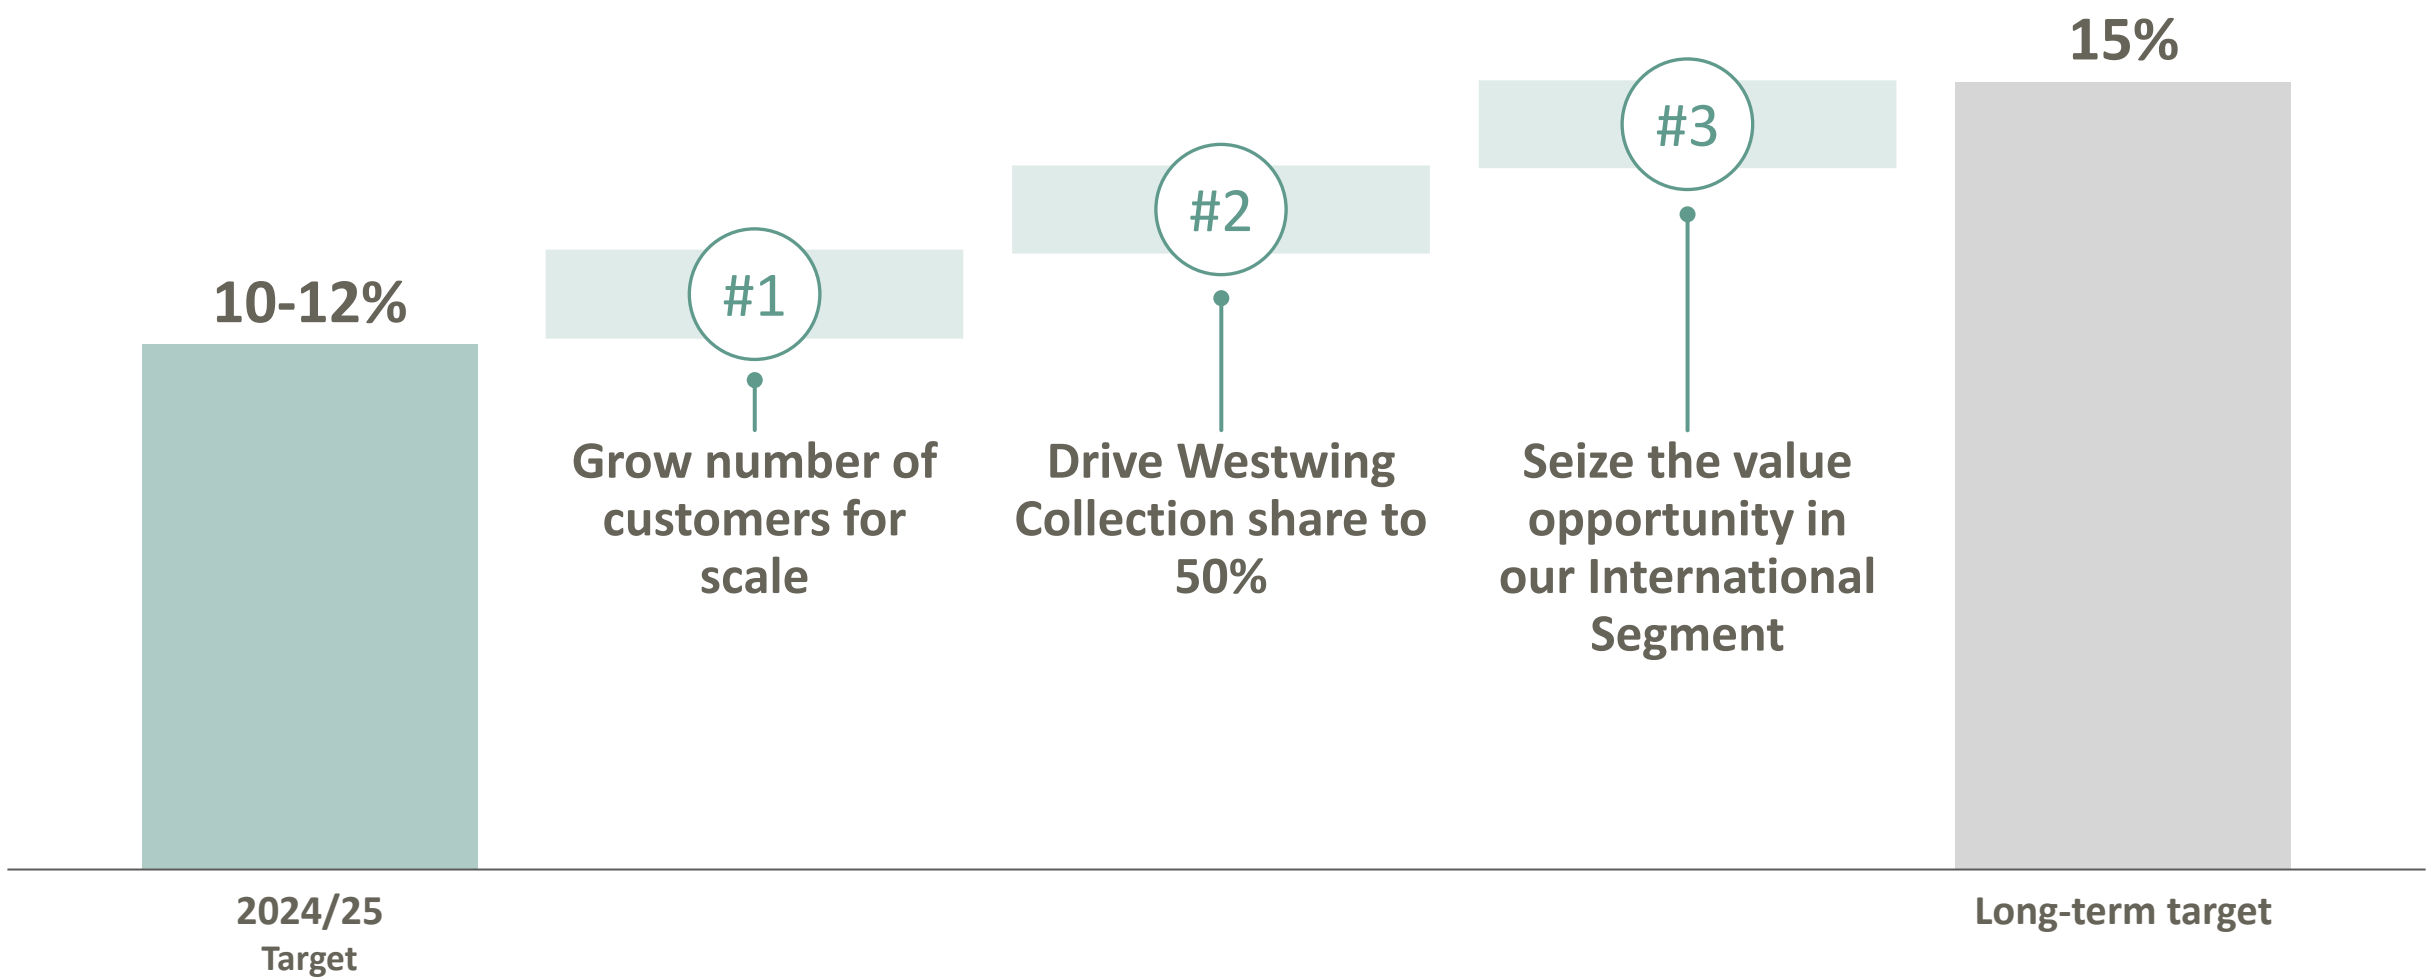 10-12%
2024/25
Target
#1
Grow number of
customers for
scale
#2
Drive Westwing
Collection share to
50%
#3
Seize the value
opportunity in
our International
Segment
15%
Long-term target